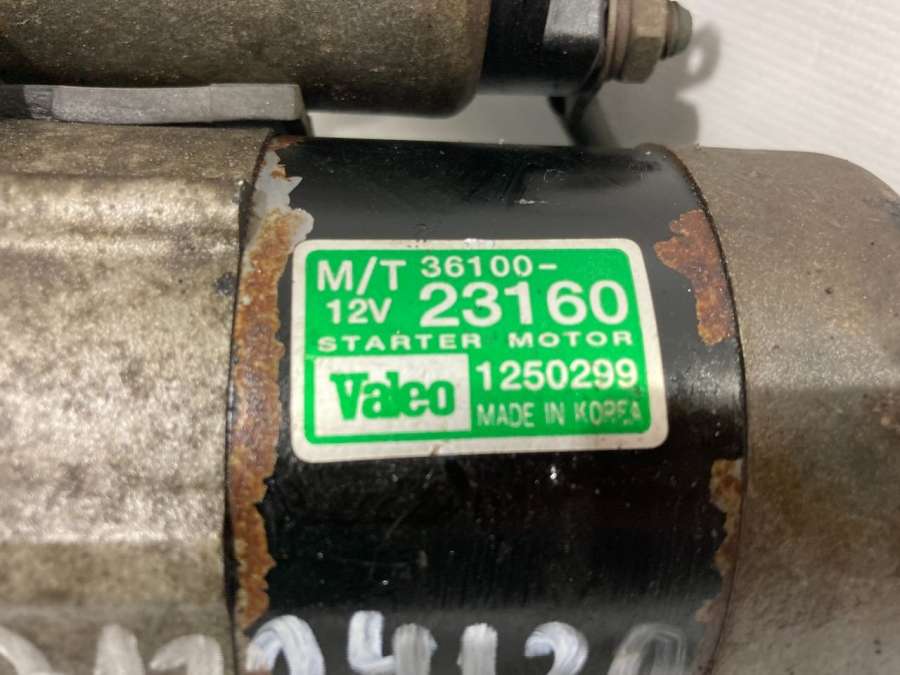 M/T 36100-
12V 23160
STARTER MOTOR
Valeo 1250299
MADE IN KOREA